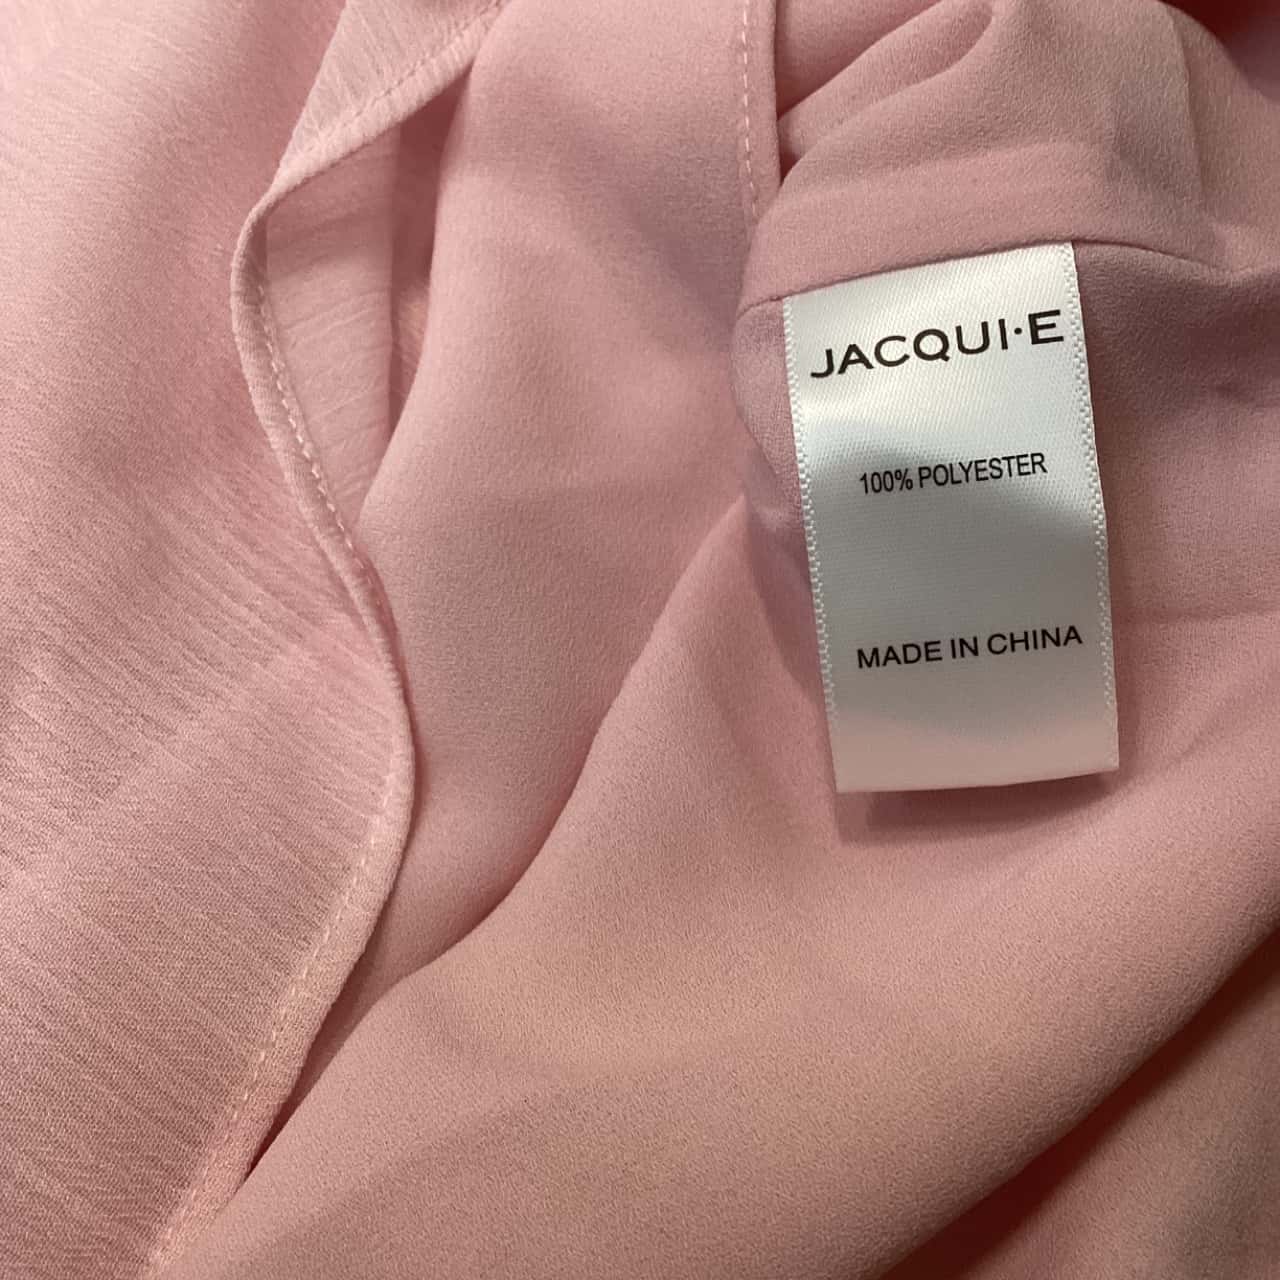 JACQUI·E
100% POLYESTER
MADE IN CHINA